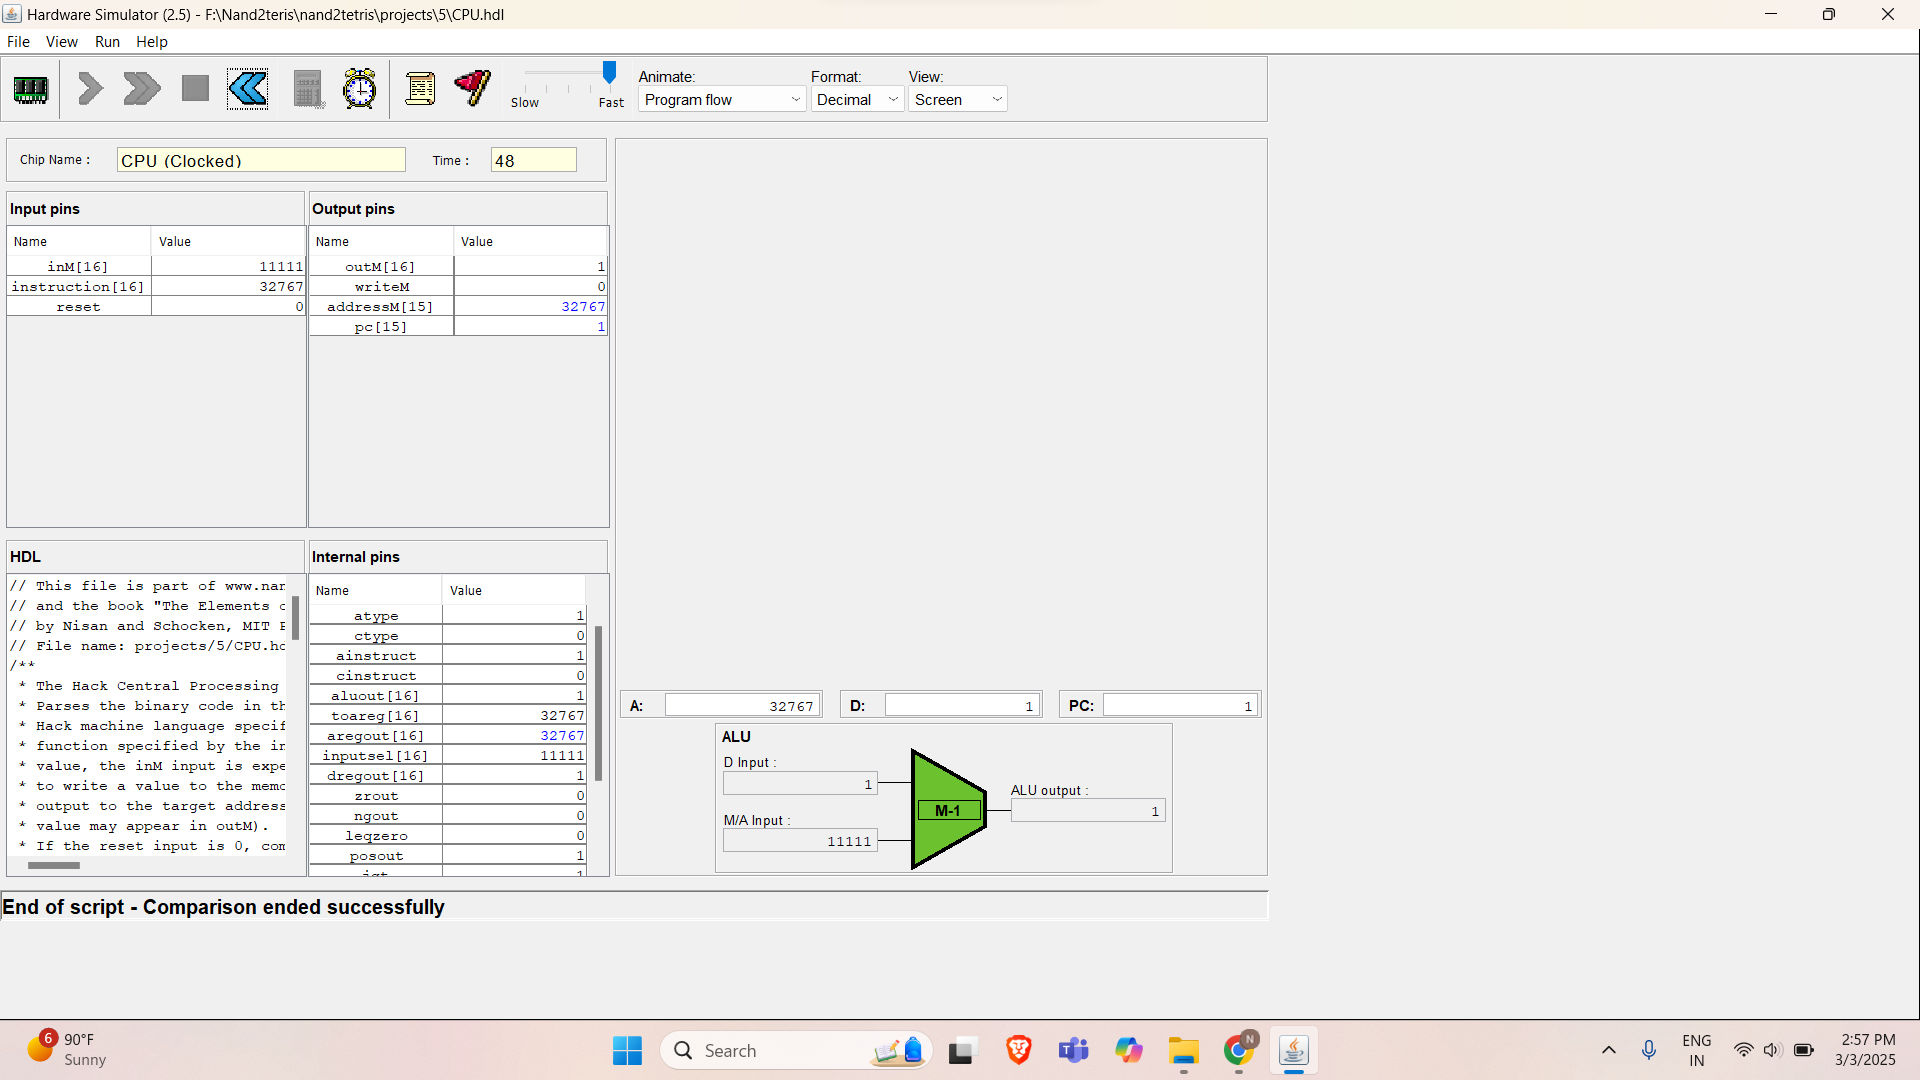 Hardware Simulator (2.5) - F:\Nand2teris\nand2tetris\projects\5\CPU.hdl
File View Run Help
Slow Fast
Animate: Format: View:
Program flow Decimal Screen
Chip Name : CPU (Clocked) Time : 48
Input pins
Name Value
inM[16] 11111
instruction[16] 32767
reset 0
Output pins
Name Value
outM[16] 1
writeM 0
addressM[15] 32767
pc[15] 1
HDL
// This file is part of www.nan
// and the book "The Elements o
// by Nisan and Schocken, MIT P
// File name: projects/5/CPU.hd
/**
* The Hack Central Processing
* Parses the binary code in th
* Hack machine language specif
* function specified by the in
* value, the inM input is expe
* to write a value to the memo
* output to the target address
* value may appear in outM).
* If the reset input is 0, com
Internal pins
Name Value
atype 1
ctype 0
ainstruct 1
cinstruct 0
aluout[16] 1
toareg[16] 32767
aregout[16] 32767
inputsel[16] 11111
dregout[16] 1
zrout 0
ngout 0
leqzero 0
posout 1
A: 32767 D: 1 PC: 1
ALU
D Input :
1
M/A Input :
11111
M-1
ALU output :
1
End of script - Comparison ended successfully
6
90°F
Sunny
Search
N
ENG
IN
2:57 PM
3/3/2025